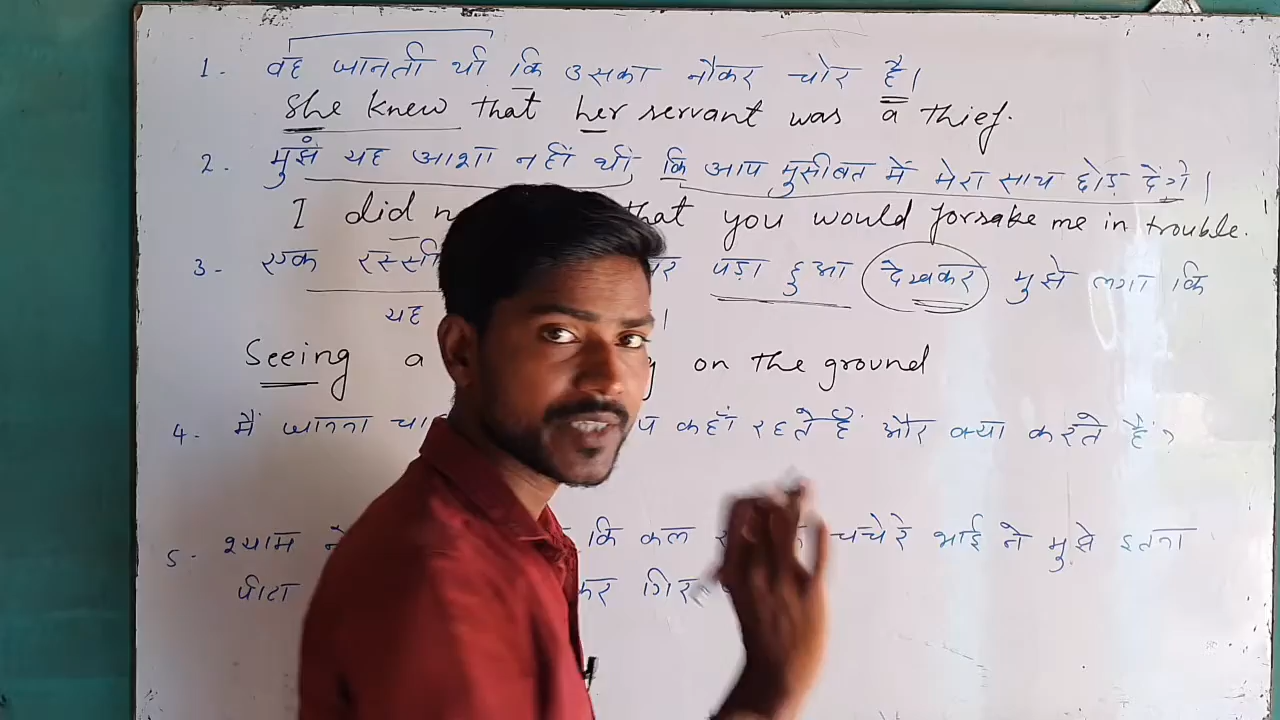 1. वह जानती थी कि उसका नौकर चोर है।
She knew that her servant was a thief.
2. मुझे यह आशा नहीं थी कि आप मुसीबत में मेरा साथ छोड़ देंगे।
I did that you would forsake me in trouble.
3. एक रस्सी पड़ा हुआ देखकर मुझे लगा कि
यह ।
Seeing a on the ground
4. मैं जानना कहाँ रहते हैं और क्या करते हैं?
5. श्याम ने कि कल चचेरे भाई ने मुझे इतना
पीटा कर गिर